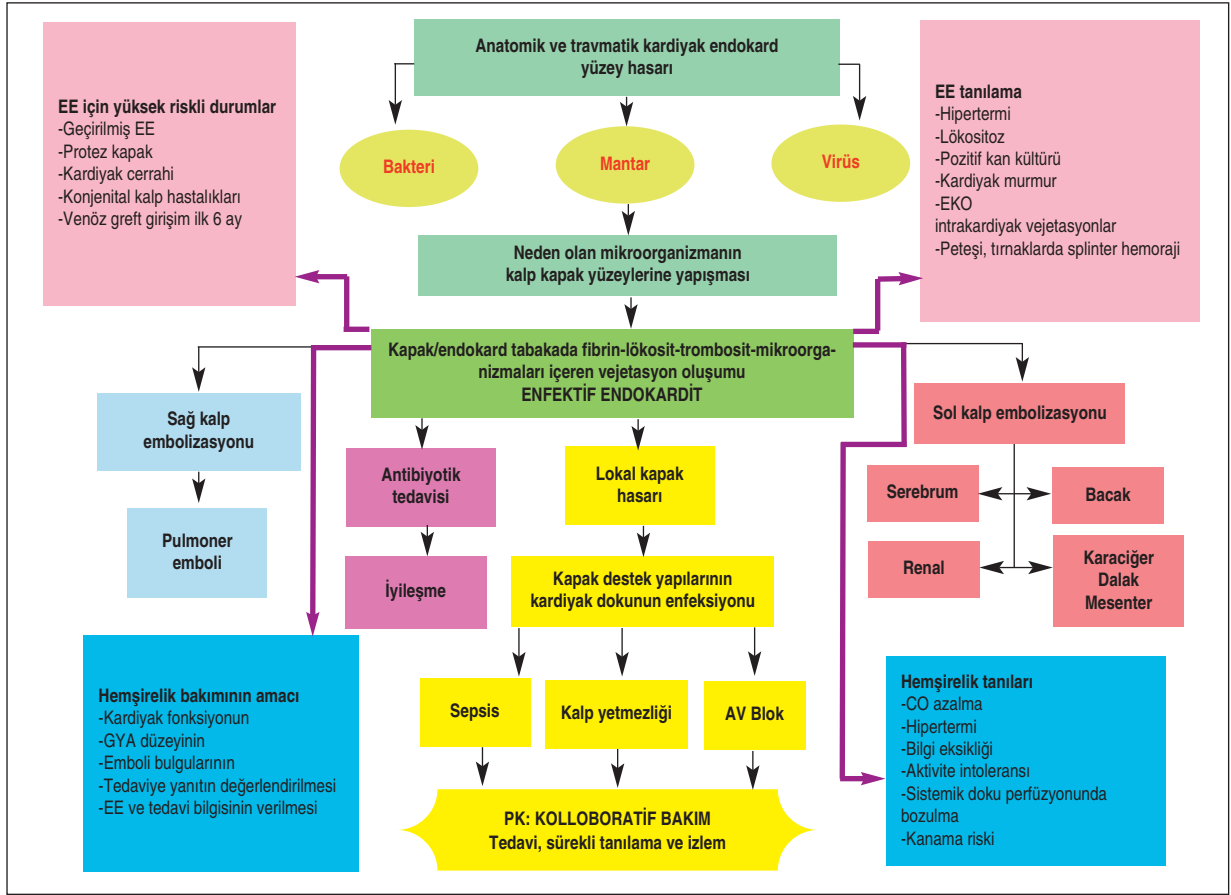 Anatomik ve travmatik kardiyak endokard
yüzey hasarı
EE için yüksek riskli durumlar
-Geçirilmiş EE
-Protez kapak
-Kardiyak cerrahi
-Konjenital kalp hastalıkları
-Venöz greft girişim ilk 6 ay
Bakteri
Mantar
Virüs
EE tanılama
-Hipertermi
-Lökositoz
-Pozitif kan kültürü
-Kardiyak murmur
-EKO
intrakardiyak vejetasyonlar
-Peteşi, tırnaklarda splinter hemoraji
Neden olan mikroorganizmanın
kalp kapak yüzeylerine yapışması
Kapak/endokard tabakada fibrin-lökosit-trombosit-mikroorga-
nizmaları içeren vejetasyon oluşumu
ENFEKTİF ENDOKARDİT
Sağ kalp
embolizasyonu
Pulmoner
emboli
Antibiyotik
tedavisi
İyileşme
Lokal kapak
hasarı
Kapak destek yapılarının
kardiyak dokunun enfeksiyonu
Sepsis
Kalp yetmezliği
AV Blok
PK: KOLLOBORATİF BAKIM
Tedavi, sürekli tanılama ve izlem
Sol kalp embolizasyonu
Serebrum
Bacak
Renal
Karaciğer
Dalak
Mesenter
Hemşirelik bakımının amacı
-Kardiyak fonksiyonun
-GYA düzeyinin
-Emboli bulgularının
-Tedaviye yanıtın değerlendirilmesi
-EE ve tedavi bilgisinin verilmesi
Hemşirelik tanıları
-CO azalma
-Hipertermi
-Bilgi eksikliği
-Aktivite intoleransı
-Sistemik doku perfüzyonunda
bozulma
-Kanama riski